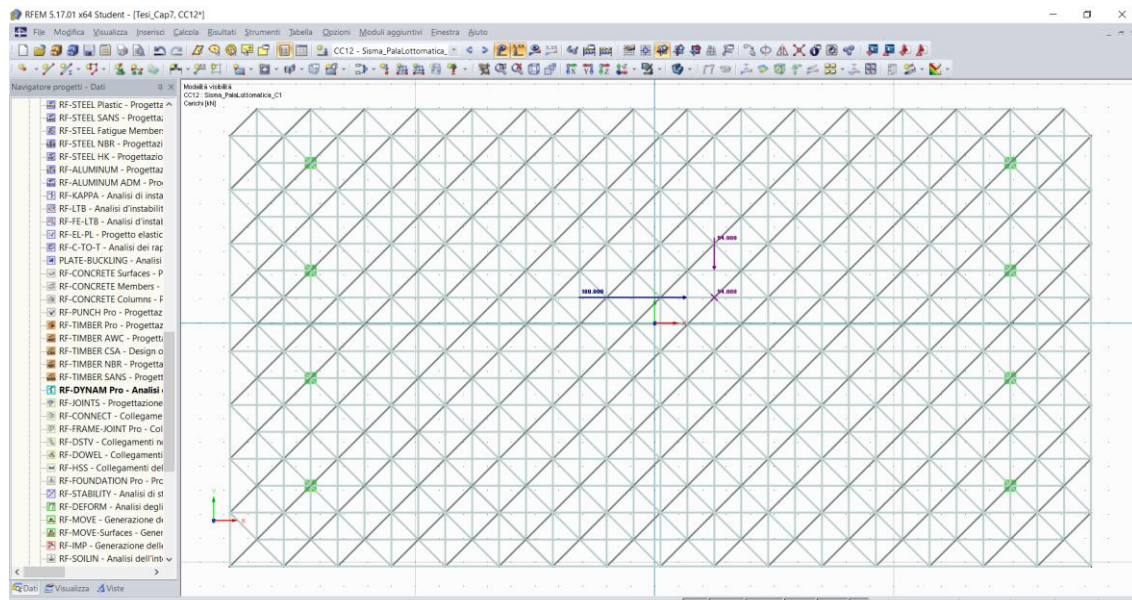 RFEM 5.17.01 x64 Student - [Tesi_Cap7, CC12*]
File Modifica Visualizza Inserisci Calcola Risultati Strumenti Tabella Opzioni Moduli aggiuntivi Finestra Aiuto
CC12 - Sisma_PalaLottomatica_
Navigatore progetti - Dati
RF-STEEL Plastic - Progetta
RF-STEEL SANS - Progetta
RF-STEEL Fatigue Member
RF-STEEL NBR - Progettazi
RF-STEEL HK - Progettazio
RF-ALUMINUM - Progetta
RF-ALUMINUM ADM - Pro
RF-KAPPA - Analisi di insta
RF-LTB - Analisi d'instabilit
RF-FE-LTB - Analisi d'instal
RF-EL-PL - Progetto elastic
RF-C-TO-T - Analisi dei rap
PLATE-BUCKLING - Analisi
RF-CONCRETE Surfaces - P
RF-CONCRETE Members -
RF-CONCRETE Columns - P
RF-PUNCH Pro - Progettaz
RF-TIMBER Pro - Progettaz
RF-TIMBER AWC - Progett
RF-TIMBER CSA - Design o
RF-TIMBER NBR - Progetta
RF-TIMBER SANS - Progett
RF-DYNAM Pro - Analisi
RF-JOINTS - Progettazione
RF-CONNECT - Collegame
RF-FRAME-JOINT Pro - Col
RF-DSTV - Collegamenti n
RF-DOWEL - Collegamenti
RF-HSS - Collegamenti del
RF-FOUNDATION Pro - Pro
RF-STABILITY - Analisi di st
RF-DEFORM - Analisi degli
RF-MOVE - Generazione de
RF-MOVE-Surfaces - Gener
RF-IMP - Generazione dell
RF-SOILIN - Analisi dell'int
Dati Visualizza Viste
Modalità visibilità
CC12 : Sisma_PalaLottomatica_C1
Carichi [kN]
X